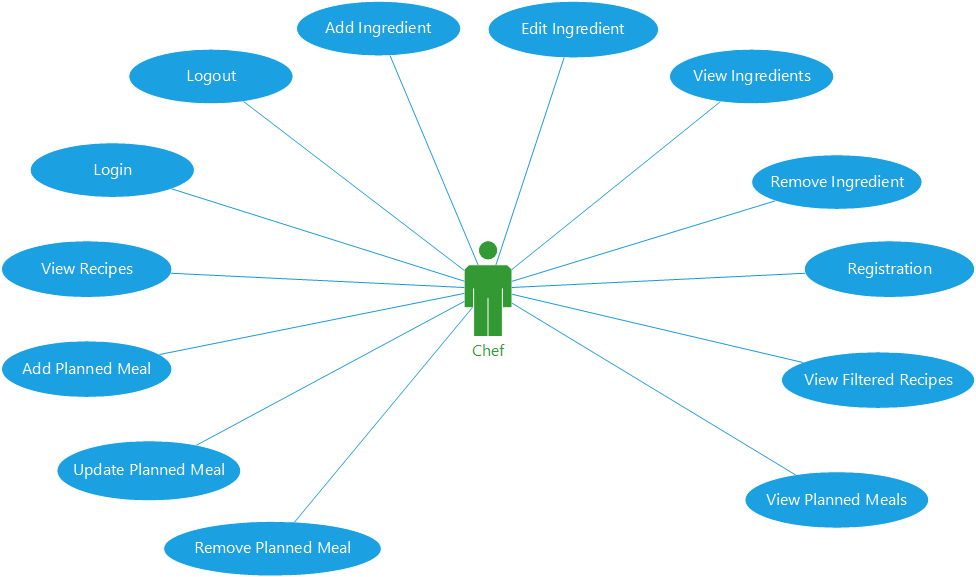 Add Ingredient
Edit Ingredient
Logout
View Ingredients
Login
Remove Ingredient
View Recipes
Registration
Chef
Add Planned Meal
View Filtered Recipes
Update Planned Meal
View Planned Meals
Remove Planned Meal